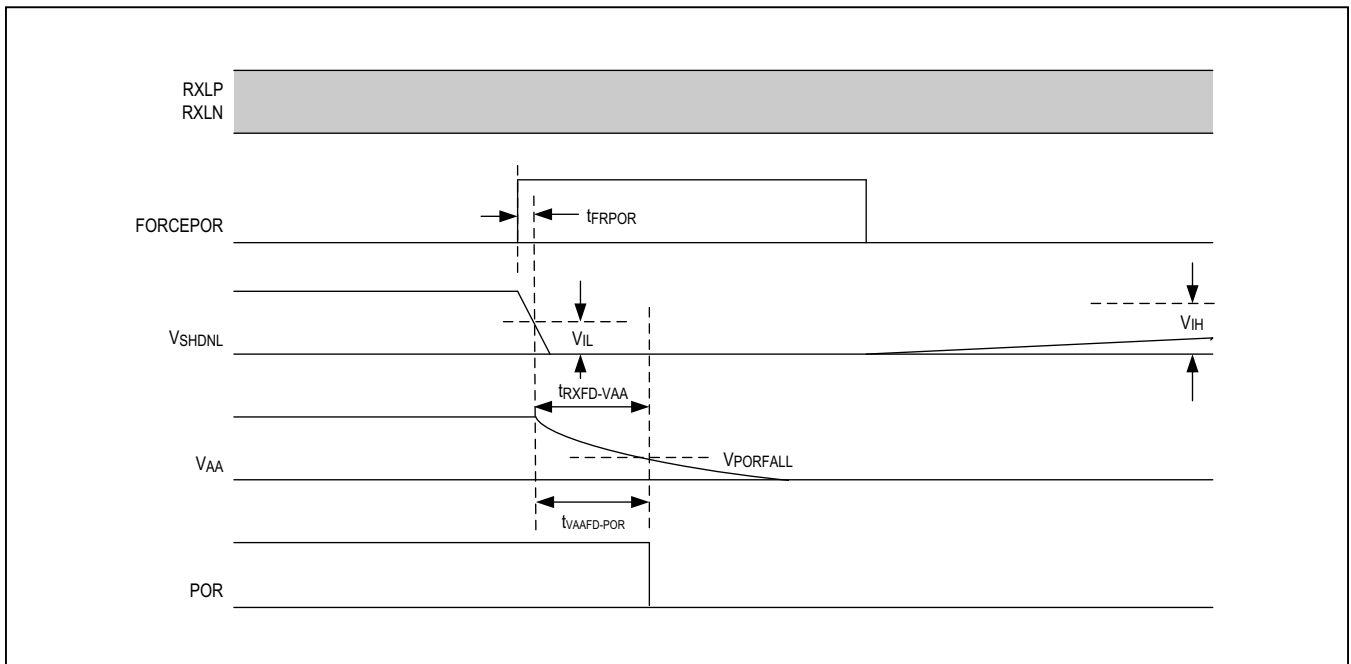 RXLP
RXLN
FORCEPOR
tFRPOR
VSHDNL
VIL
VIH
tRXFD-VAA
VAA
VPORFALL
tVAAFD-POR
POR